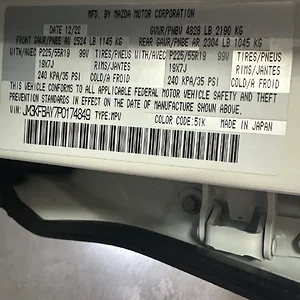 MFD. BY MAZDA MOTOR CORPORATION
DATE 12/22 GVWR/PNBV 4828 LB 2190 KG
FRONT GAWR/PNBE AV 2524 LB 1145 KG REAR GAWR/PNBE AR 2304 LB 1045 KG
WITH/AVEC P225/55R19 99V TIRES/PNEU WITH/AVEC P225/55R19 99V TIRES/PNEU
19X7J RIMS/JANTES 19X7J RIMS/JANTES
240 KPA/35 PSI COLD/A FROID 240 KPA/35 PSI COLD/A FROID
THIS VEHICLE CONFORMS TO ALL APPLICABLE FEDERAL MOTOR VEHICLE SAFETY AND THEFT
PREVENTION STANDARDS IN EFFECT ON THE DATE OF MANUFACTURE SHOWN ABOVE.
JM3KFBAY7P0174849 TYPE:MPV COLOR CODE:51K MADE IN JAPAN